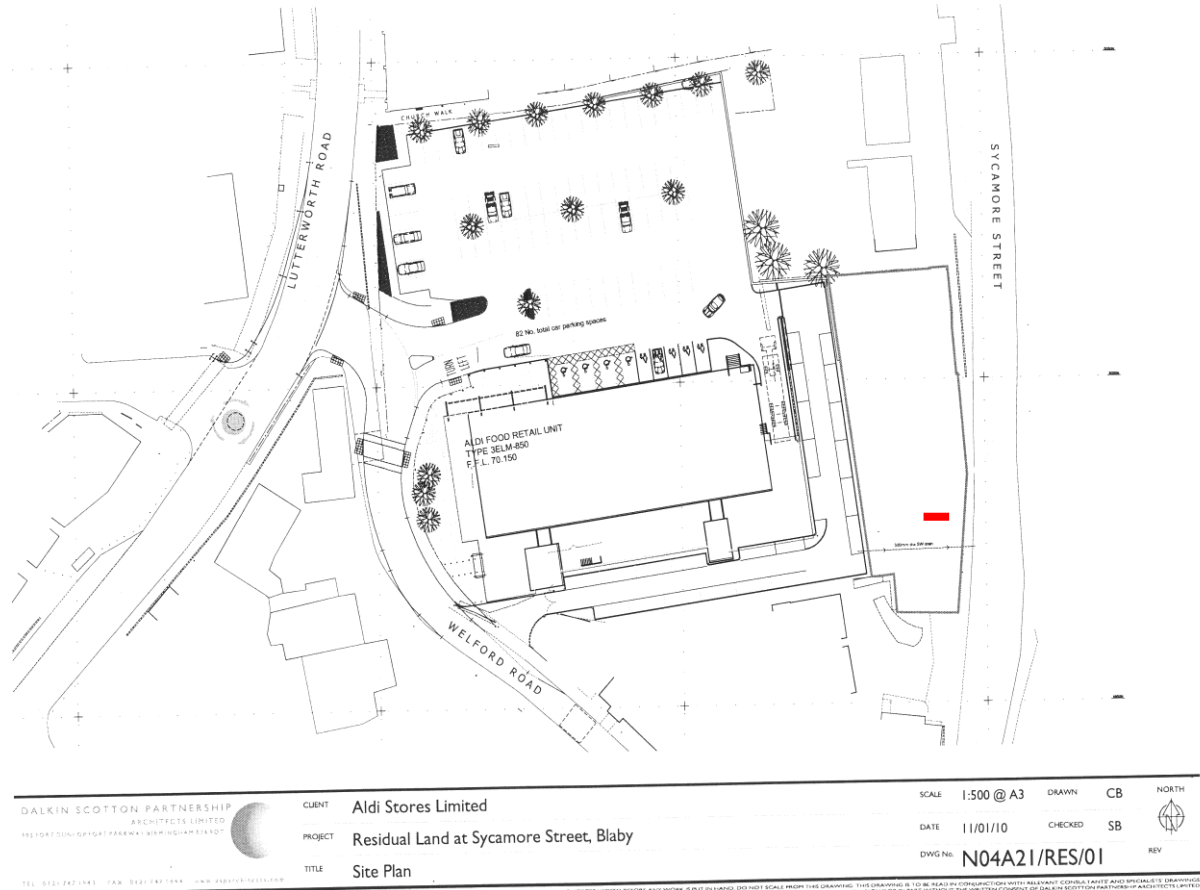 CHURCH WALK
LUTTERWORTH ROAD
SYCAMORE STREET
82 No. total car parking spaces
ALDI FOOD RETAIL UNIT
TYPE 3ELM-850
F.F.L. 70.150
WELFORD ROAD
DALKIN SCOTTON PARTNERSHIP
ARCHITECTS LIMITED
CLIENT Aldi Stores Limited
PROJECT Residual Land at Sycamore Street, Blaby
TITLE Site Plan
SCALE 1:500 @ A3 DRAWN CB
DATE 11/01/10 CHECKED SB
DWG No. N04A21/RES/01 REV
NORTH